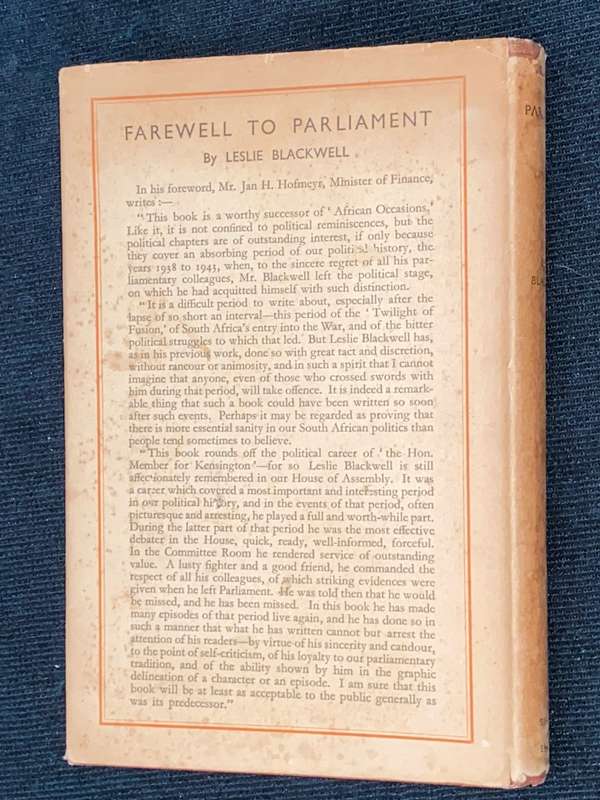 FAREWELL TO PARLIAMENT
By LESLIE BLACKWELL
In his foreword, Mr. Jan H. Hofmeyr, Minister of Finance,
writes :—
"This book is a worthy successor of 'African Occasions.'
Like it, it is not confined to political reminiscences, but the
political chapters are of outstanding interest, if only because
they cover an absorbing period of our political history, the
years 1938 to 1943, when, to the sincere regret of all his par-
liamentary colleagues, Mr. Blackwell left the political stage,
on which he had acquitted himself with such distinction.
"It is a difficult period to write about, especially after the
lapse of so short an interval—this period of the 'Twilight of
Fusion,' of South Africa's entry into the War, and of the bitter
political struggles to which that led. But Leslie Blackwell has,
as in his previous work, done so with great tact and discretion,
without rancour or animosity, and in such a spirit that I cannot
imagine that anyone, even of those who crossed swords with
him during that period, will take offence. It is indeed a remark-
able thing that such a book could have been written so soon
after such events. Perhaps it may be regarded as proving that
there is more essential sanity in our South African politics than
people tend sometimes to believe.
"This book rounds off the political career of 'the Hon.
Member for Kensington'—for so Leslie Blackwell is still
affectionately remembered in our House of Assembly. It was
a career which covered a most important and interesting period
in our political history, and in the events of that period, often
picturesque and arresting, he played a full and worth-while part.
During the latter part of that period he was the most effective
debater in the House, quick, ready, well-informed, forceful.
In the Committee Room he rendered service of outstanding
value. A lusty fighter and a good friend, he commanded the
respect of all his colleagues, of which striking evidences were
given when he left Parliament. He was told then that he would
be missed, and he has been missed. In this book he has made
many episodes of that period live again, and he has done so in
such a manner that what he has written cannot but arrest the
attention of his readers—by virtue of his sincerity and candour,
to the point of self-criticism, of his loyalty to our parliamentary
tradition, and of the ability shown by him in the graphic
delineation of a character or an episode. I am sure that this
book will be at least as acceptable to the public generally as
was its predecessor."